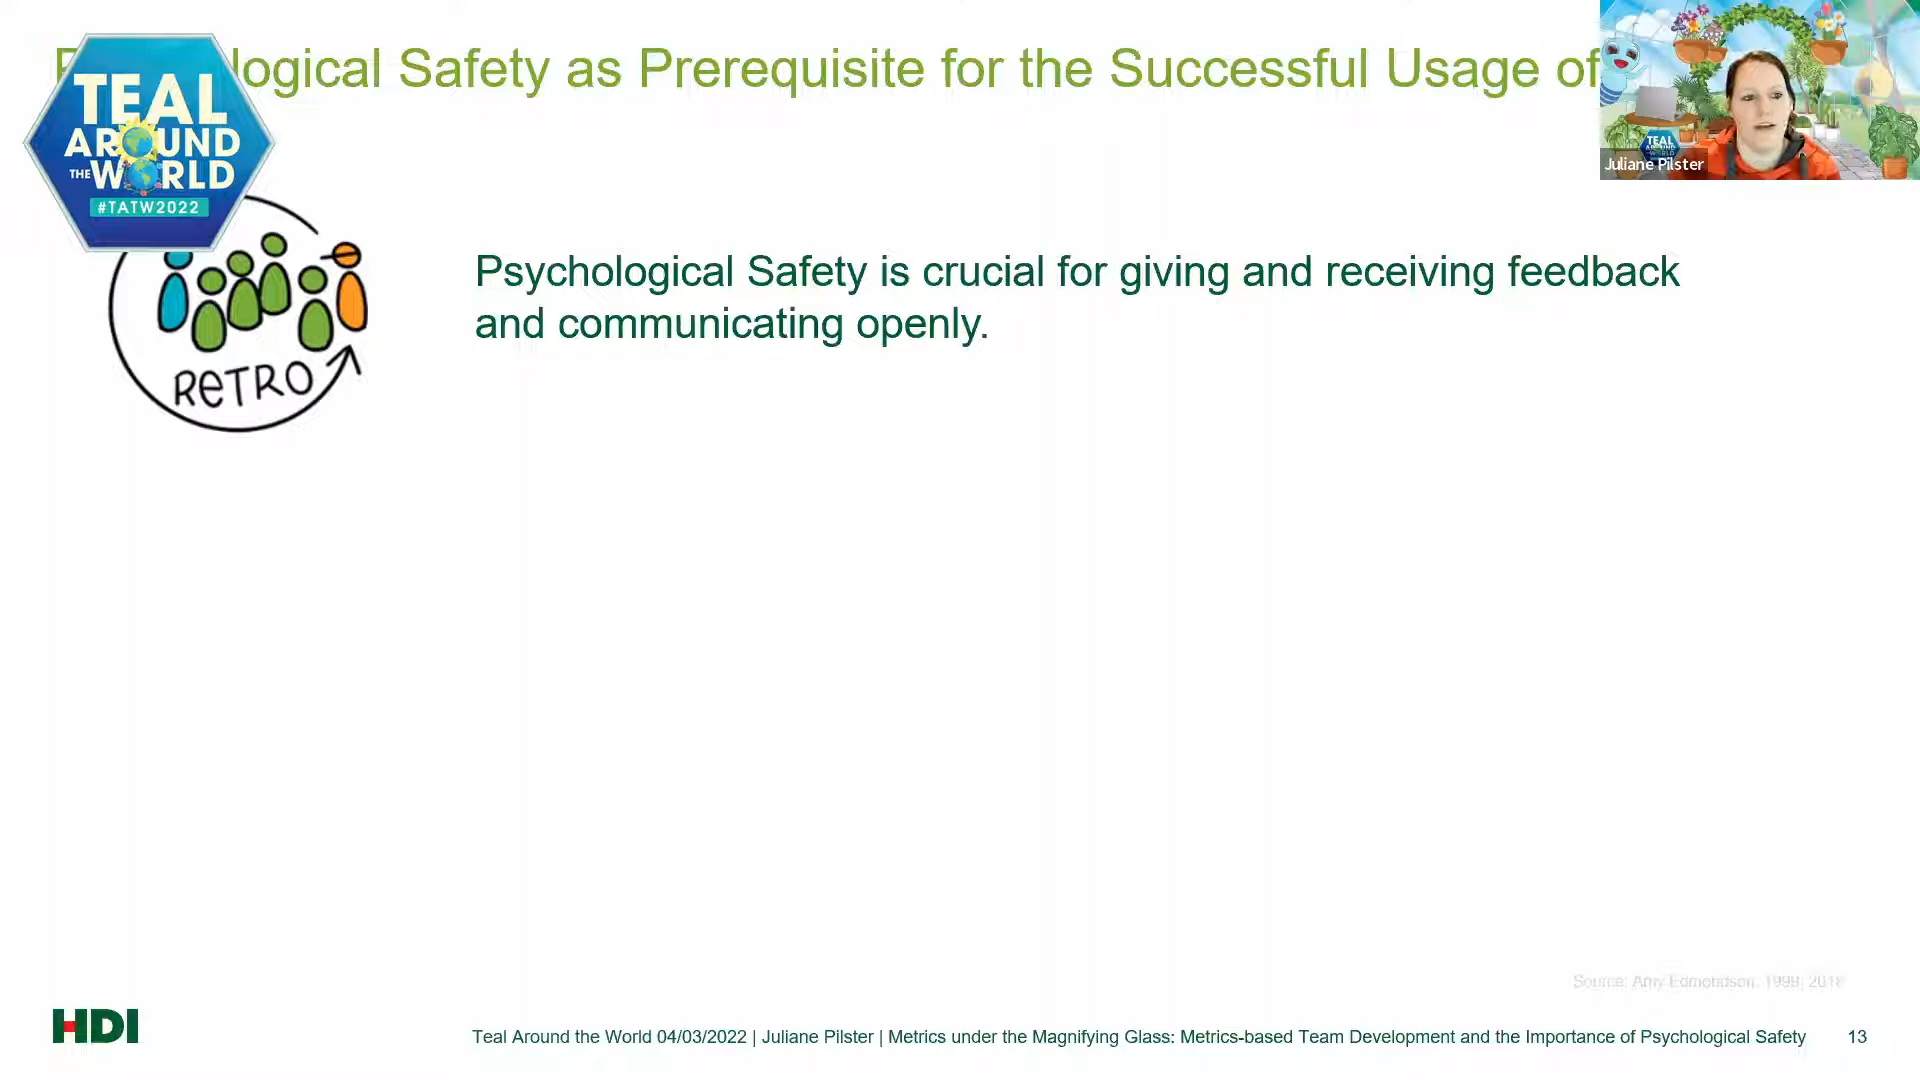 logical Safety as Prerequisite for the Successful Usage of
TEAL
AROUND
THE WORLD
#TATW2022
TEAL
AROUND
Juliane Pilster
Psychological Safety is crucial for giving and receiving feedback
and communicating openly.
RETRO
Source: Amy Edmondson, 1999, 2018
HDI
Teal Around the World 04/03/2022 | Juliane Pilster | Metrics under the Magnifying Glass: Metrics-based Team Development and the Importance of Psychological Safety 13